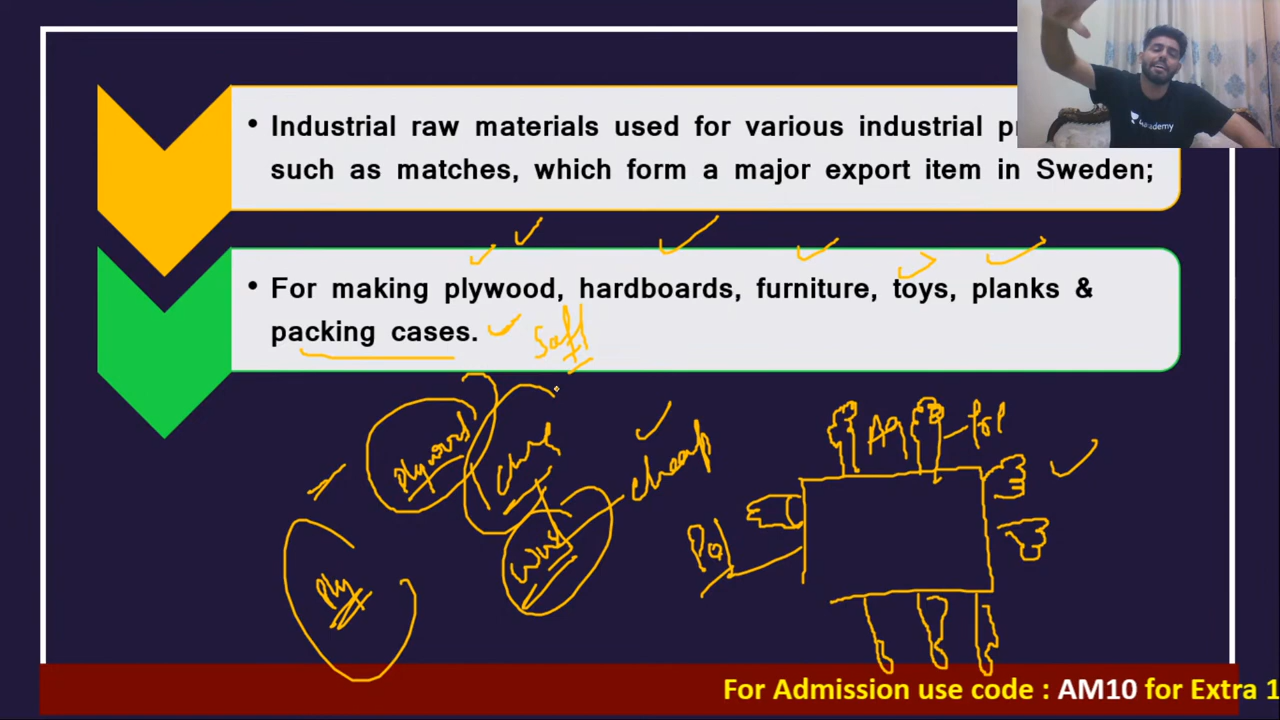 • Industrial raw materials used for various industrial
such as matches, which form a major export item in Sweden;
• For making plywood, hardboards, furniture, toys, planks &
packing cases.
Soft
Plywood
cheap
Ply
For Admission use code : AM10 for Extra 1